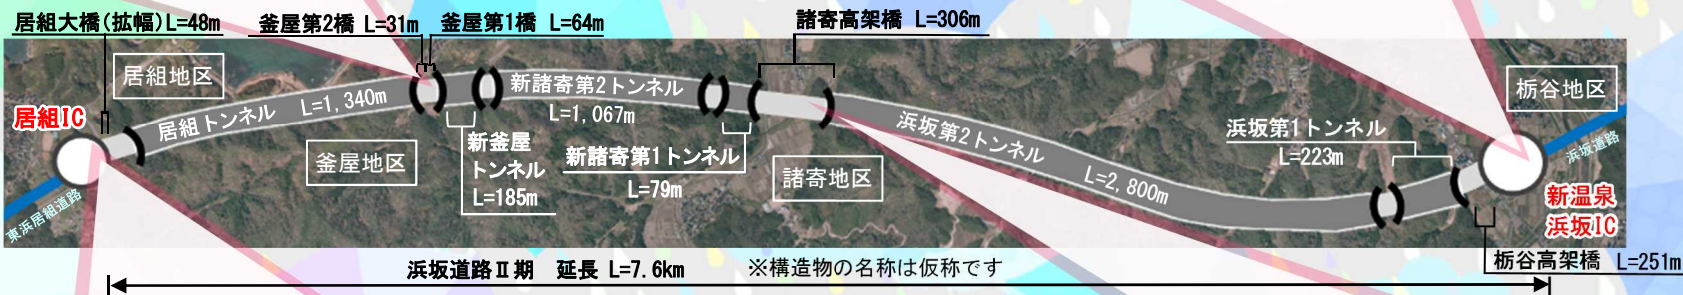 居組大橋(拡幅)L=48m
釜屋第2橋 L=31m
釜屋第1橋 L=64m
諸寄高架橋 L=306m
居組地区
居組IC
居組トンネル L=1,340m
新諸寄第2トンネル
L=1,067m
釜屋地区
新釜屋
トンネル
L=185m
新諸寄第1トンネル
L=79m
諸寄地区
浜坂第2トンネル L=2,800m
浜坂第1トンネル
L=223m
栃谷地区
浜坂道路
新温泉
浜坂IC
東浜居組道路
栃谷高架橋 L=251m
浜坂道路Ⅱ期 延長 L=7.6km
※構造物の名称は仮称です